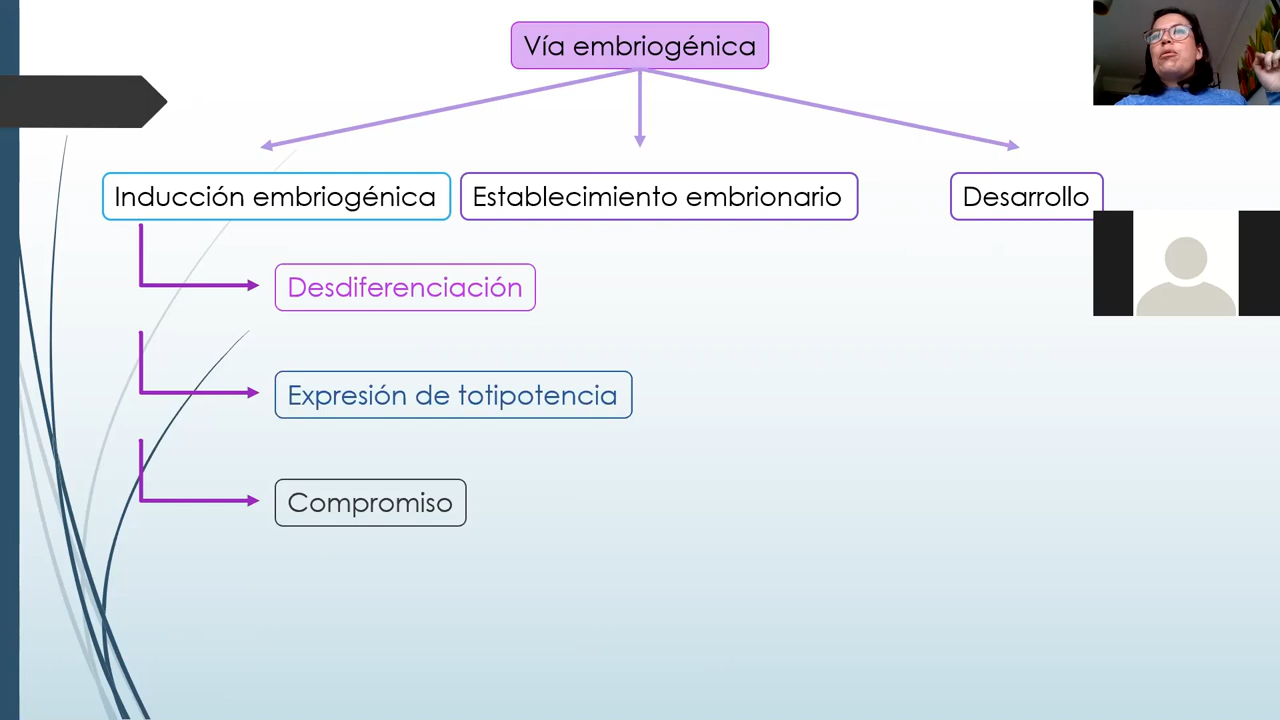 Vía embriogénica
Inducción embriogénica
Establecimiento embrionario
Desarrollo
Desdiferenciación
Expresión de totipotencia
Compromiso